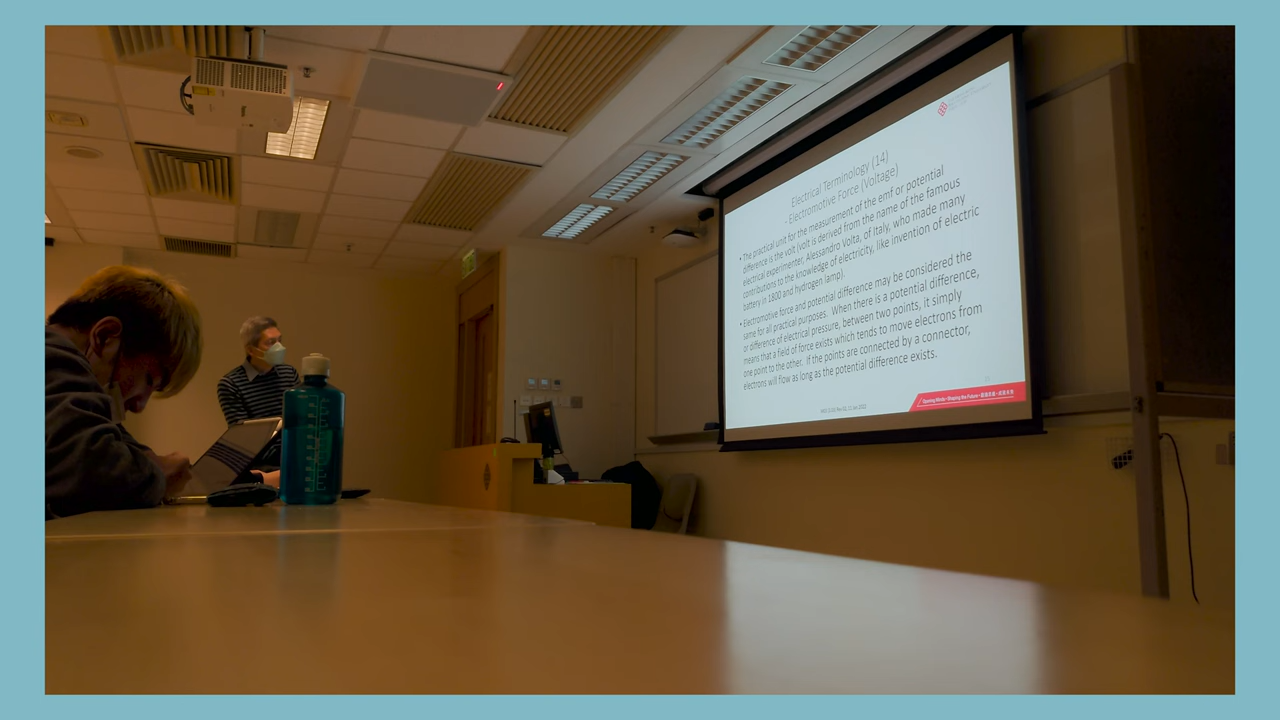 Electrical Terminology (14)
- Electromotive Force (Voltage)
• The practical unit for the measurement of the emf or potential
difference is the volt (volt is derived from the name of the famous
electrical experimenter, Alessandro Volta, of Italy, who made many
contributions to the knowledge of electricity, like invention of electric
battery in 1800 and hydrogen lamp).
• Electromotive force and potential difference may be considered the
same for all practical purposes. When there is a potential difference,
or difference of electrical pressure, between two points, it simply
means that a field of force exists which tends to move electrons from
one point to the other. If the points are connected by a connector,
electrons will flow as long as the potential difference exists.
Opening Minds • Shaping the Future •